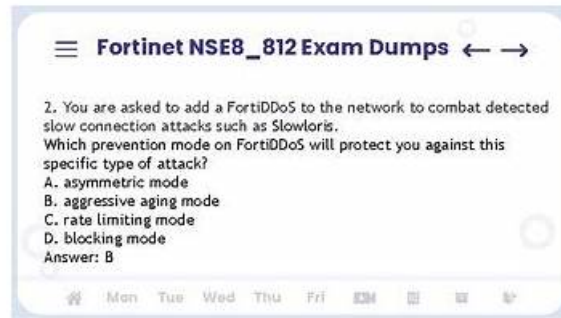 Fortinet NSE8_812 Exam Dumps
2. You are asked to add a FortiDDoS to the network to combat detected
slow connection attacks such as Slowloris.
Which prevention mode on FortiDDoS will protect you against this
specific type of attack?
A. asymmetric mode
B. aggressive aging mode
C. rate limiting mode
D. blocking mode
Answer: B
Mon Tue Wed Thu Fri